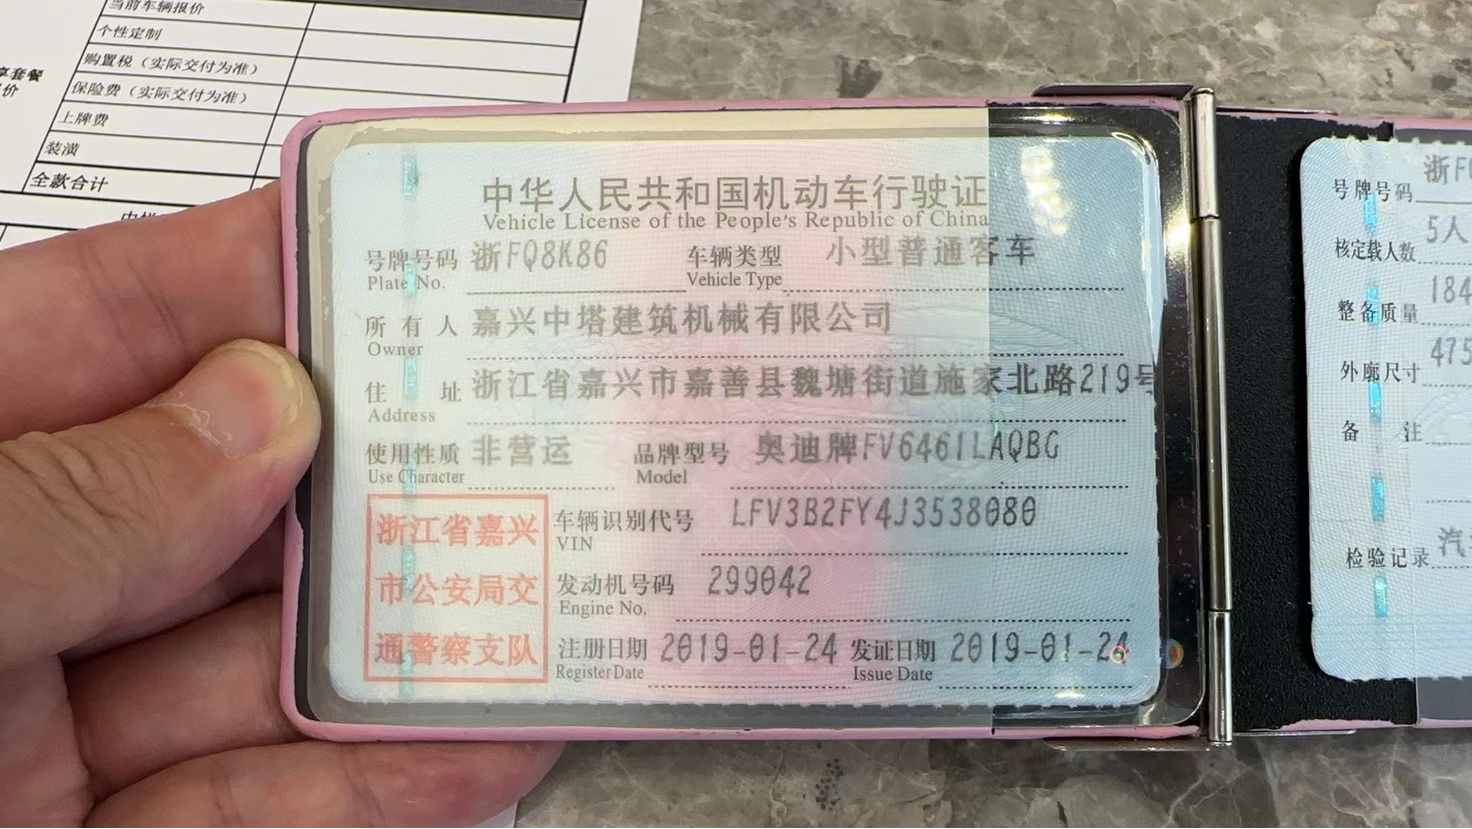 当前车辆报价
个性定制
购置税（实际交付为准）
享套餐
价
保险费（实际交付为准）
上牌费
装潢
全款合计
中华人民共和国机动车行驶证
Vehicle License of the People's Republic of China
号牌号码 浙FQ8K86 车辆类型 小型普通客车
Plate No. Vehicle Type
所有人 嘉兴中塔建筑机械有限公司
Owner
住址 浙江省嘉兴市嘉善县魏塘街道施家北路219号
Address
使用性质 非营运 品牌型号 奥迪牌FV6461LAQBG
Use Character Model
浙江省嘉兴
市公安局交
通警察支队
车辆识别代号 LFV3B2FY4J3538080
VIN
发动机号码 299042
Engine No.
注册日期 2019-01-24 发证日期 2019-01-24
Register Date Issue Date
号牌号码 浙F
核定载人数 5人
整备质量 184
外廓尺寸 475
备注
检验记录 汽